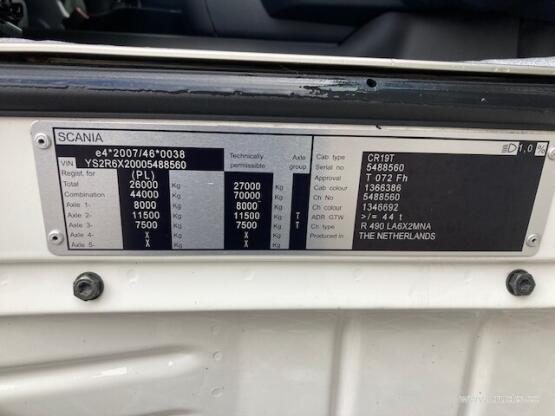 SCANIA
1,0 %
e4*2007/46*0038
VIN YS2R6X20005488560
Regist. for (PL) Technically permissible Axle group
Total 26000 Kg 27000 Kg
Combination 44000 Kg 70000 Kg
Axle 1- 8000 Kg 8000 Kg
Axle 2- 11500 Kg 11500 Kg T
Axle 3- 7500 Kg 7500 Kg T
Axle 4- X Kg X Kg
Axle 5- X Kg X Kg
Cab type CR19T
Serial no 5488560
Approval T 072 Fh
Cab colour 1366386
Ch No 5488560
Ch colour 1346692
ADR GTW >/= 44 t
Ch type R 490 LA6X2MNA
Produced in THE NETHERLANDS